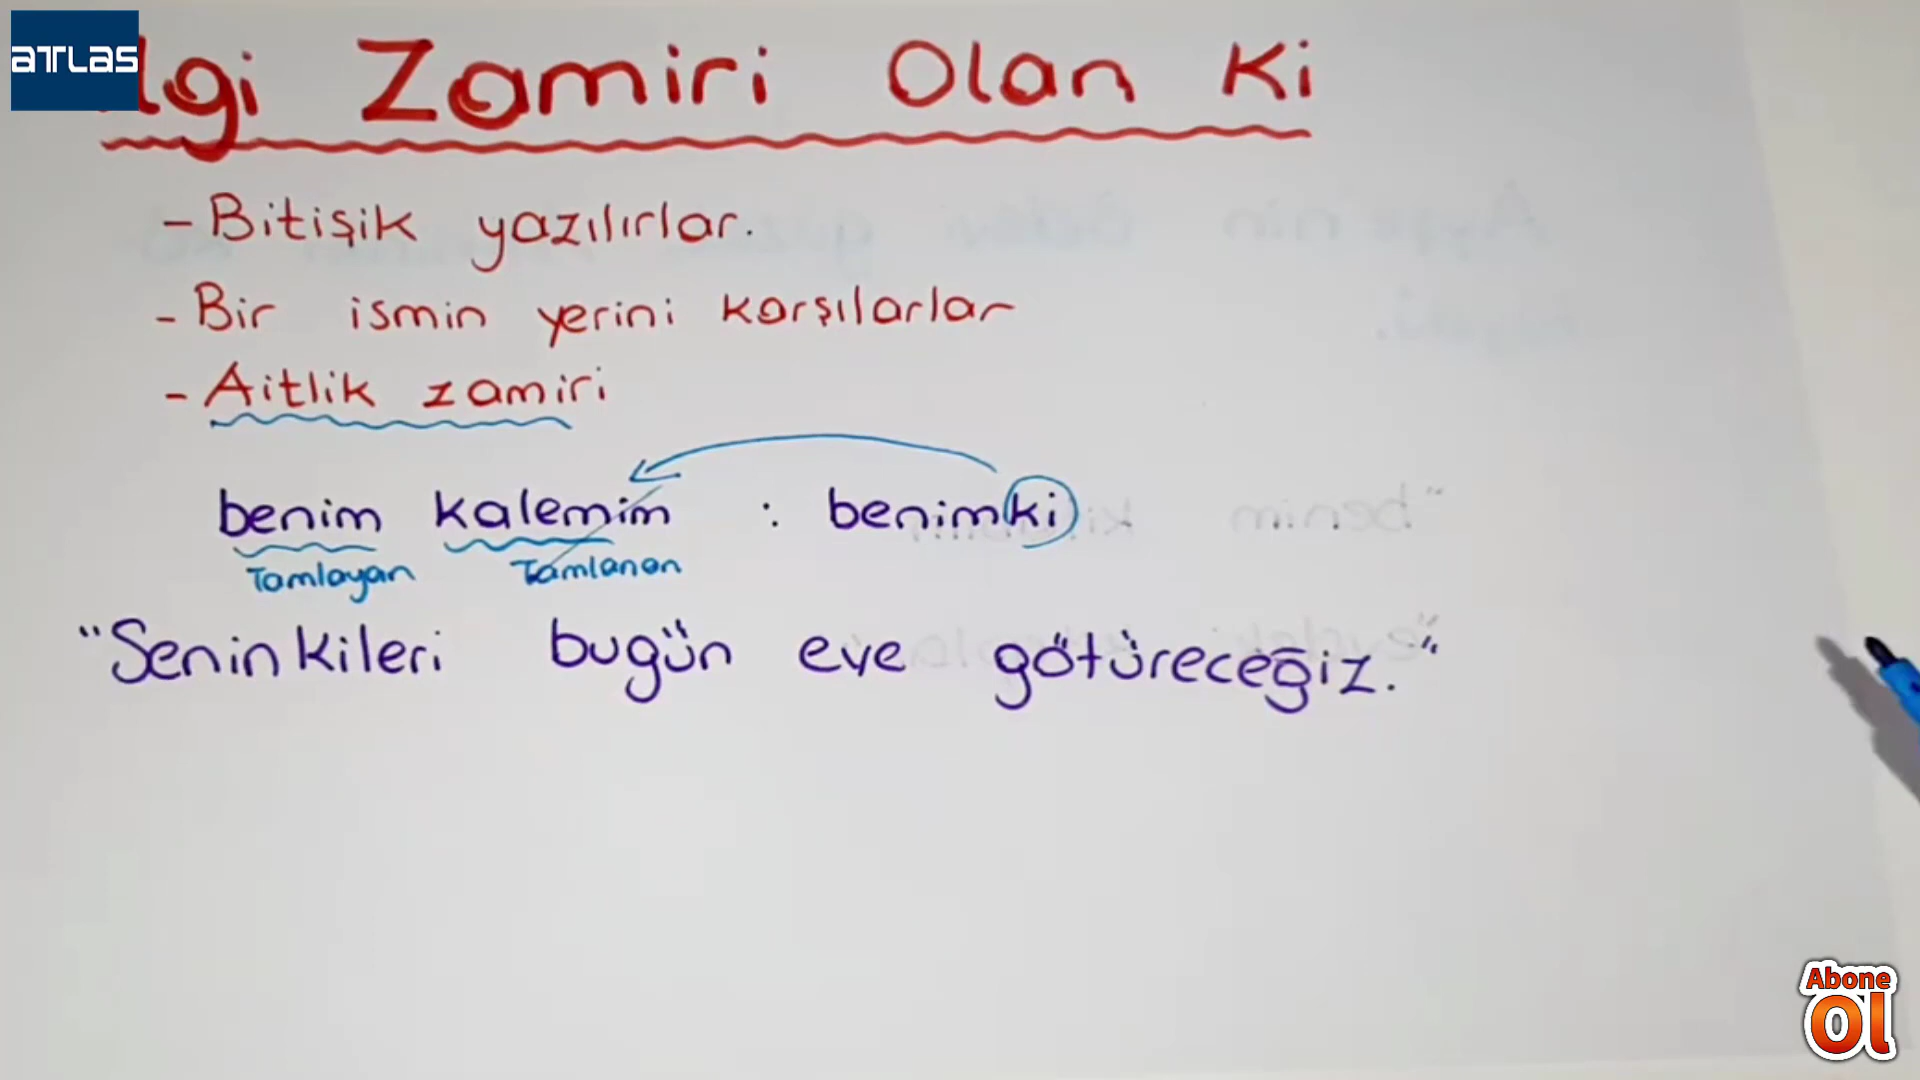 ATLAS
lgi Zamiri Olan Ki
- Bitişik yazılırlar.
- Bir ismin yerini karşılarlar
- Aitlik zamiri
benim kalemim : benimki
Tamlayan Tamlanan
"Seninkileri bugün eve götüreceğiz."
Abone
Ol